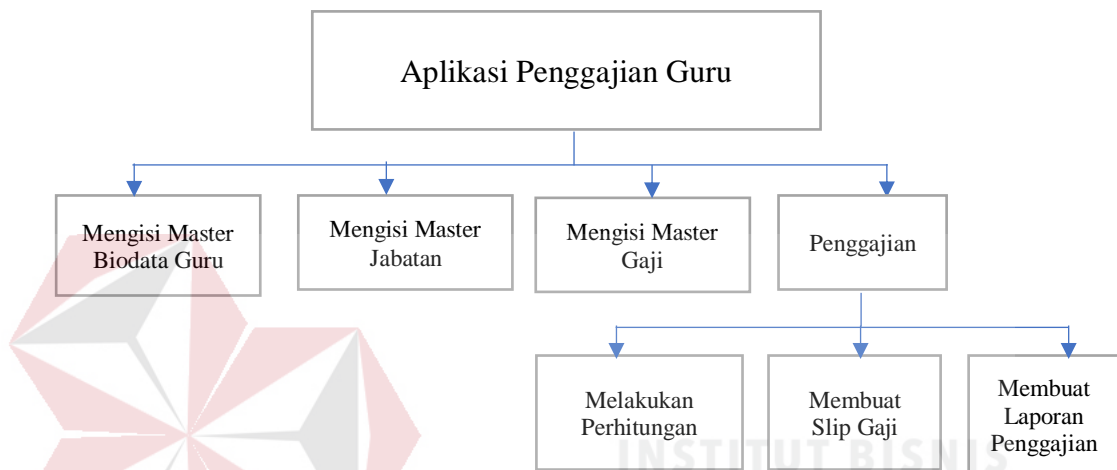 Aplikasi Penggajian Guru
Mengisi Master
Biodata Guru
Mengisi Master
Jabatan
Mengisi Master
Gaji
Penggajian
Melakukan
Perhitungan
Membuat
Slip Gaji
Membuat
Laporan
Penggajian
INSTITUT BISNIS